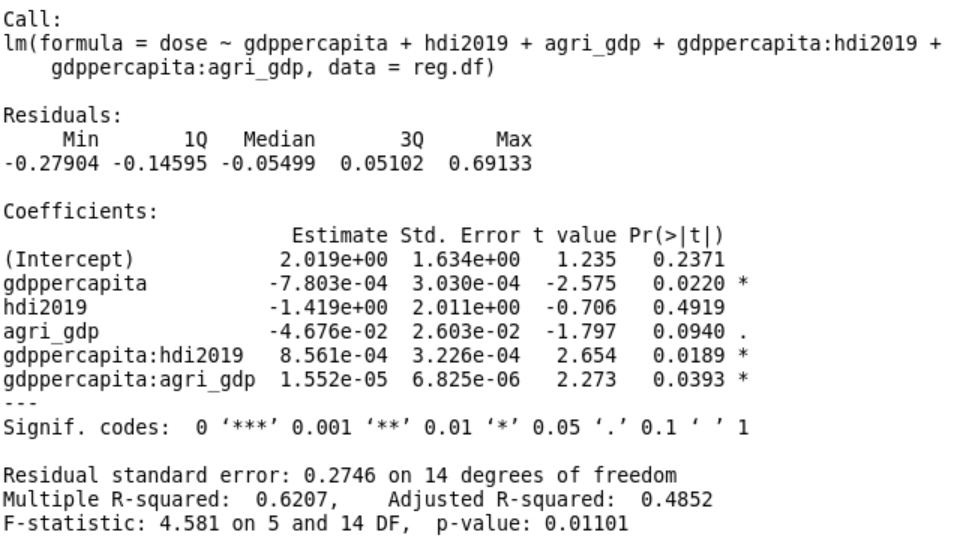 Call:
lm(formula = dose ~ gdppercapita + hdi2019 + agri_gdp + gdppercapita:hdi2019 +
    gdppercapita:agri_gdp, data = reg.df)

Residuals:
     Min       1Q   Median       3Q      Max
-0.27904 -0.14595 -0.05499  0.05102  0.69133

Coefficients:
                        Estimate Std. Error t value Pr(>|t|)
(Intercept)            2.019e+00  1.634e+00   1.235   0.2371
gdppercapita          -7.803e-04  3.030e-04  -2.575   0.0220 *
hdi2019               -1.419e+00  2.011e+00  -0.706   0.4919
agri_gdp              -4.676e-02  2.603e-02  -1.797   0.0940 .
gdppercapita:hdi2019   8.561e-04  3.226e-04   2.654   0.0189 *
gdppercapita:agri_gdp  1.552e-05  6.825e-06   2.273   0.0393 *
---
Signif. codes:  0 ‘***’ 0.001 ‘**’ 0.01 ‘*’ 0.05 ‘.’ 0.1 ‘ ’ 1

Residual standard error: 0.2746 on 14 degrees of freedom
Multiple R-squared:  0.6207,    Adjusted R-squared:  0.4852
F-statistic: 4.581 on 5 and 14 DF,  p-value: 0.01101